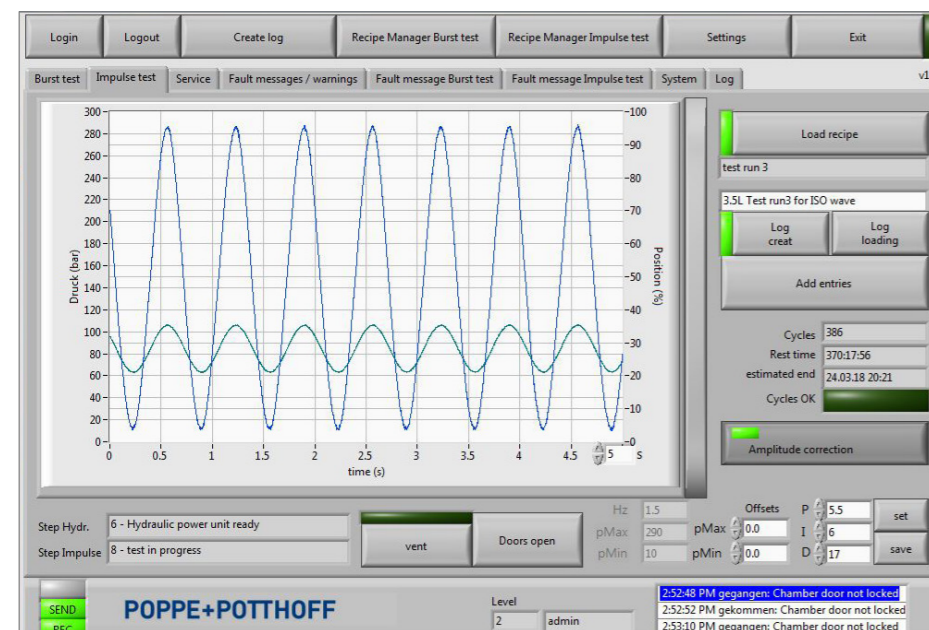 Login Logout Create log Recipe Manager Burst test Recipe Manager Impulse test Settings Exit
Burst test Impulse test Service Fault messages / warnings Fault message Burst test Fault message Impulse test System Log v1
300 100
280 90
260
240 80
220
200 70
180 60
160 50
140
120 40
100 30
80
60 20
40
20 10
0 0
Druck (bar)
Position (%)
0 0.5 1 1.5 2 2.5 3 3.5 4 4.5 5 S
time (s)
Load recipe
test run 3
3.5L Test run3 for ISO wave
Log creat
Log loading
Add entries
Cycles 386
Rest time 370:17:56
estimated end 24.03.18 20:21
Cycles OK
Amplitude correction
Step Hydr. 6 - Hydraulic power unit ready
Step Impulse 8 - test in progress
vent
Doors open
Hz 1.5
pMax 290
pMin 10
Offsets
pMax 0.0
pMin 0.0
P 5.5
I 6
D 17
set
save
SEND
REC
POPPE+POTTHOFF
Level
2 admin
2:52:48 PM gegangen: Chamber door not locked
2:52:52 PM gekommen: Chamber door not locked
2:53:10 PM gegangen: Chamber door not locked